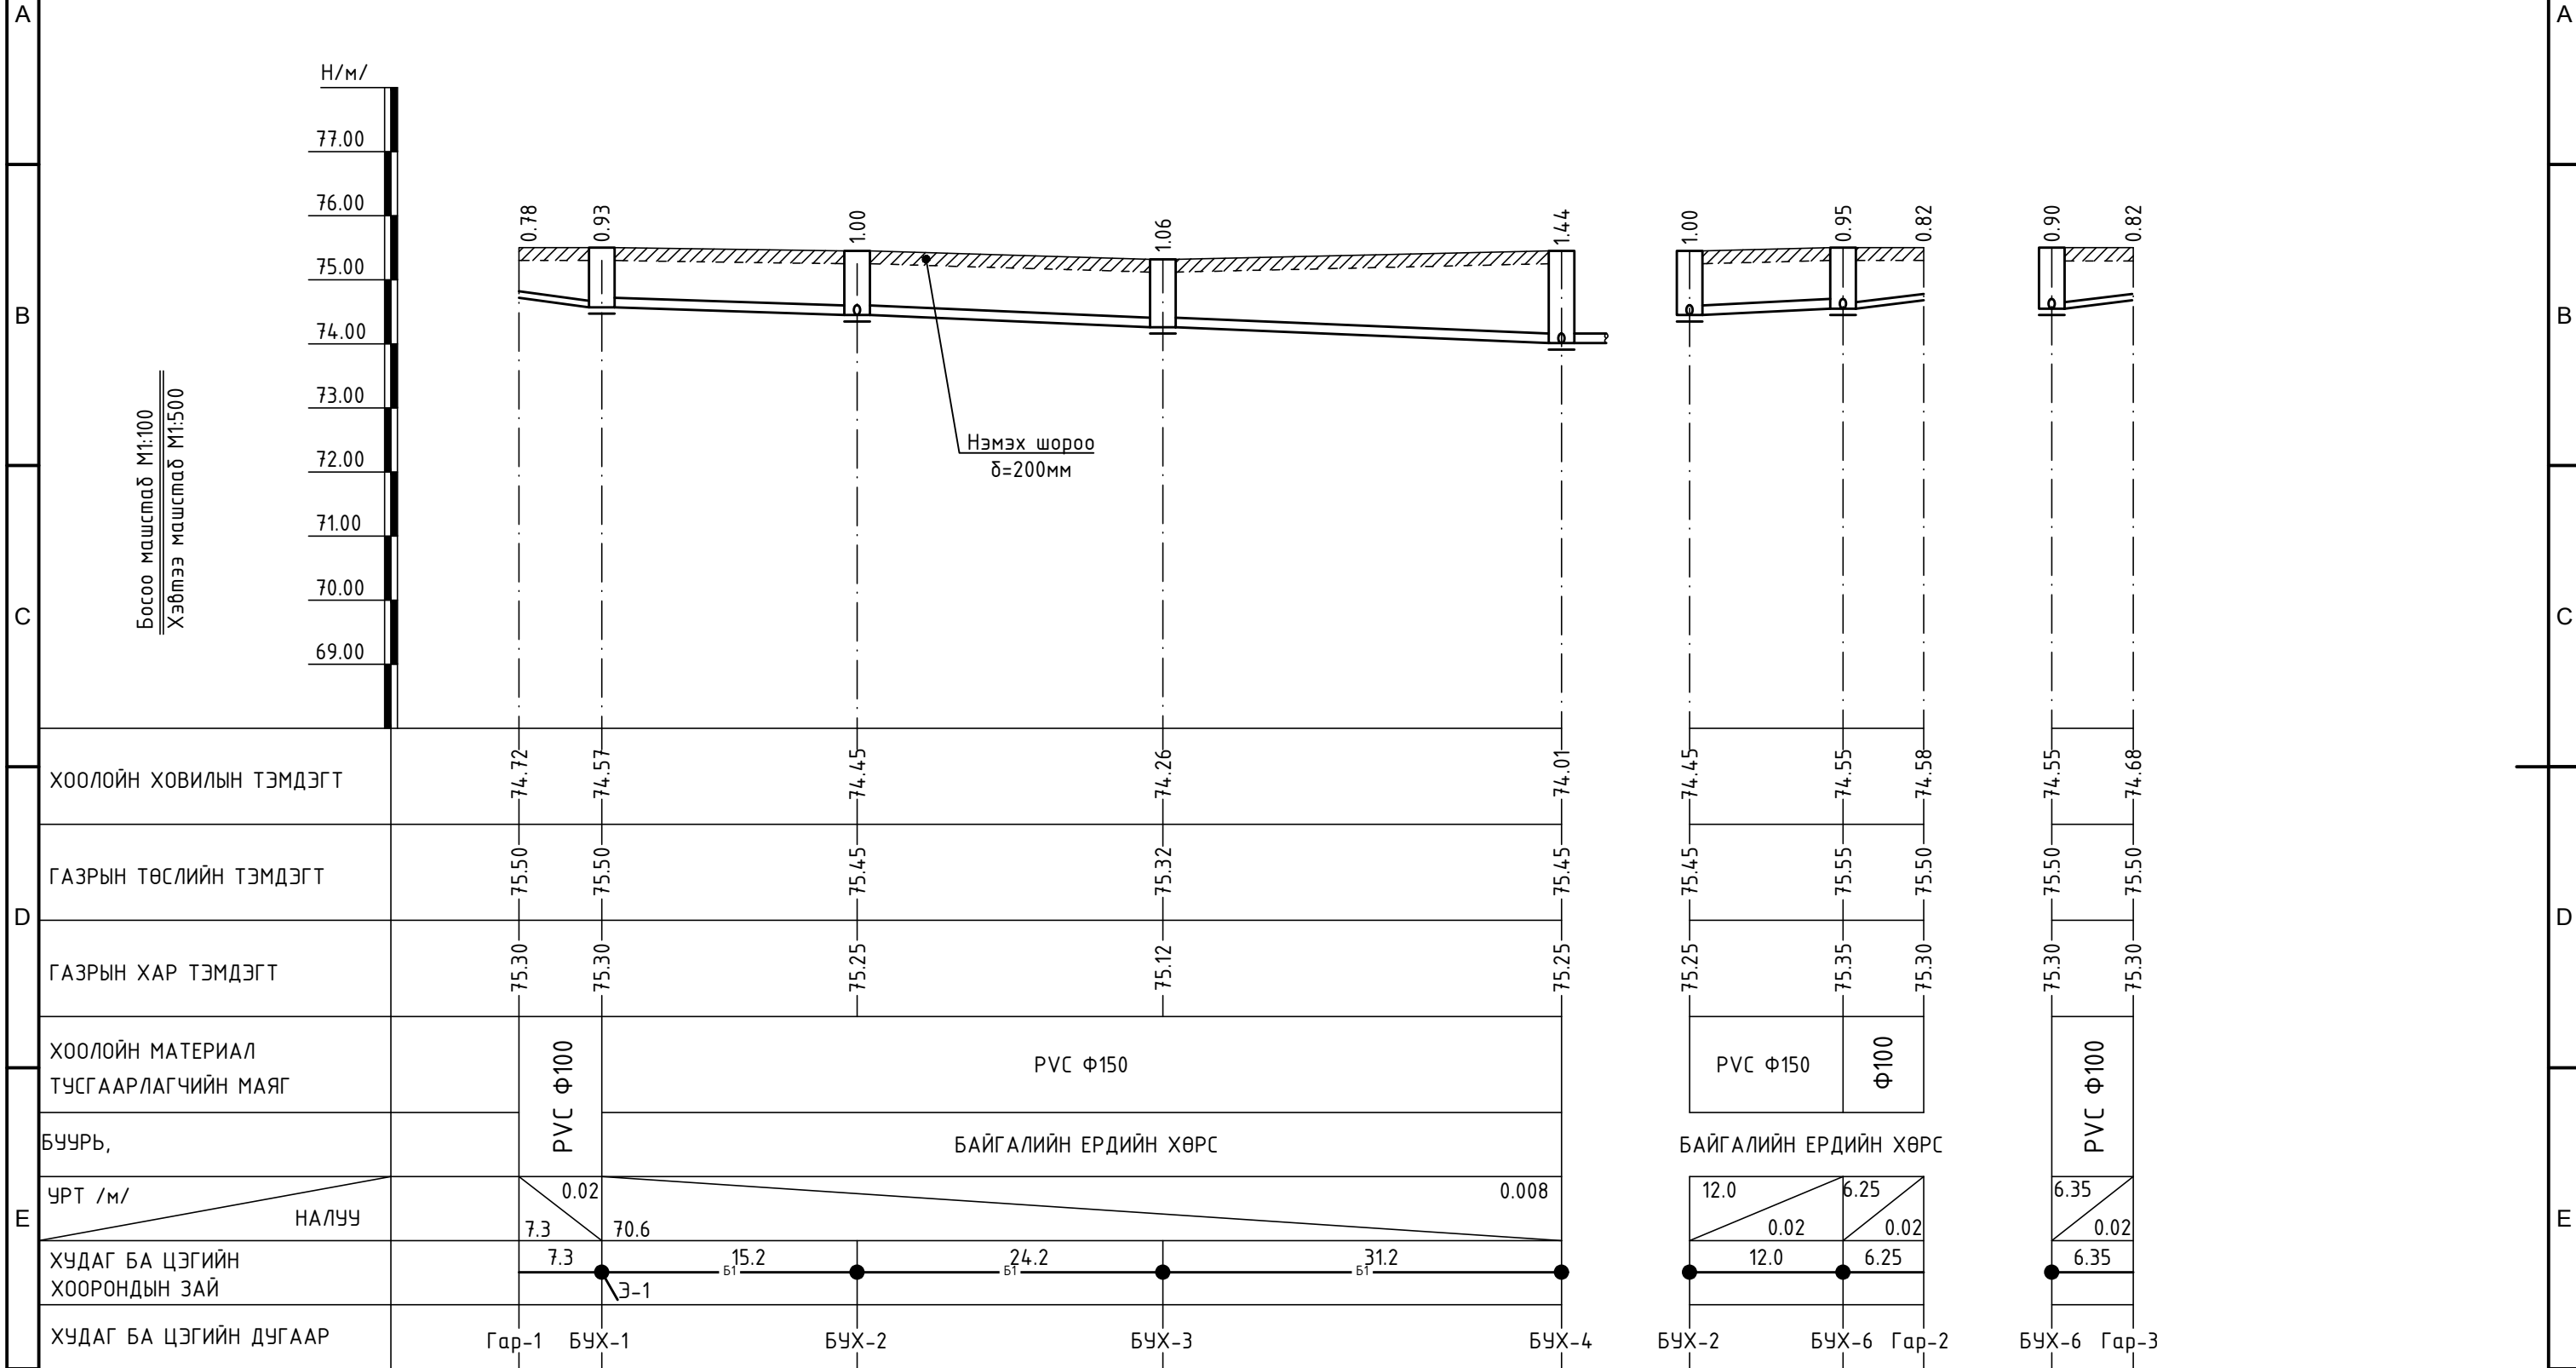 A
A
Н/м/
77.00
76.00
75.00
74.00
73.00
72.00
71.00
70.00
69.00
0.78
0.93
1.00
1.06
1.44
1.00
0.95
0.82
0.90
0.82
B
B
Нэмэх шороо
δ=200мм
Босоо машстаб М1:100
Хэвтээ машстаб М1:500
C
C
ХООЛОЙН ХОВИЛЫН ТЭМДЭГТ
74.72
74.57
74.45
74.26
74.01
74.45
74.55
74.58
74.55
74.68
ГАЗРЫН ТӨСЛИЙН ТЭМДЭГТ
75.50
75.50
75.45
75.32
75.45
75.45
75.55
75.50
75.50
75.50
D
D
ГАЗРЫН ХАР ТЭМДЭГТ
75.30
75.30
75.25
75.12
75.25
75.25
75.35
75.30
75.30
75.30
ХООЛОЙН МАТЕРИАЛ
ТУСГААРЛАГЧИЙН МАЯГ
PVC Ф100
PVC Ф150
PVC Ф150
Ф100
PVC Ф100
БУУРЬ,
БАЙГАЛИЙН ЕРДИЙН ХӨРС
БАЙГАЛИЙН ЕРДИЙН ХӨРС
E
E
УРТ /м/
НАЛУУ
0.02
7.3
70.6
0.008
12.0
0.02
6.25
0.02
6.35
0.02
ХУДАГ БА ЦЭГИЙН
ХООРОНДЫН ЗАЙ
7.3
Э-1
15.2
Б1
24.2
Б1
31.2
Б1
12.0
6.25
6.35
ХУДАГ БА ЦЭГИЙН ДУГААР
Гар-1
БУХ-1
БУХ-2
БУХ-3
БУХ-4
БУХ-2
БУХ-6
Гар-2
БУХ-6
Гар-3